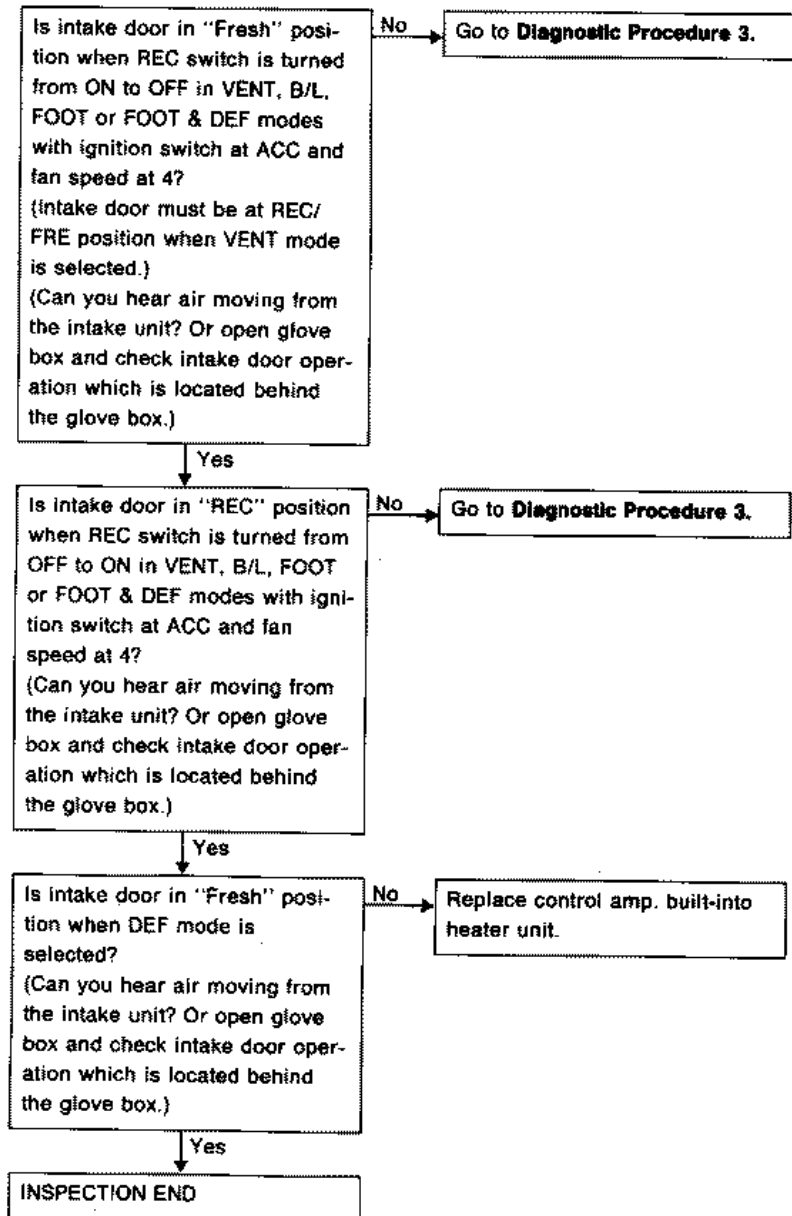 Is intake door in "Fresh" posi-
tion when REC switch is turned
from ON to OFF in VENT, B/L,
FOOT or FOOT & DEF modes
with ignition switch at ACC and
fan speed at 4?
(Intake door must be at REC/
FRE position when VENT mode
is selected.)
(Can you hear air moving from
the intake unit? Or open glove
box and check intake door oper-
ation which is located behind
the glove box.)
No
Go to Diagnostic Procedure 3.
Yes
Is intake door in "REC" position
when REC switch is turned from
OFF to ON in VENT, B/L, FOOT
or FOOT & DEF modes with igni-
tion switch at ACC and fan
speed at 4?
(Can you hear air moving from
the intake unit? Or open glove
box and check intake door oper-
ation which is located behind
the glove box.)
No
Go to Diagnostic Procedure 3.
Yes
Is intake door in "Fresh" posi-
tion when DEF mode is
selected?
(Can you hear air moving from
the intake unit? Or open glove
box and check intake door oper-
ation which is located behind
the glove box.)
No
Replace control amp. built-into
heater unit.
Yes
INSPECTION END